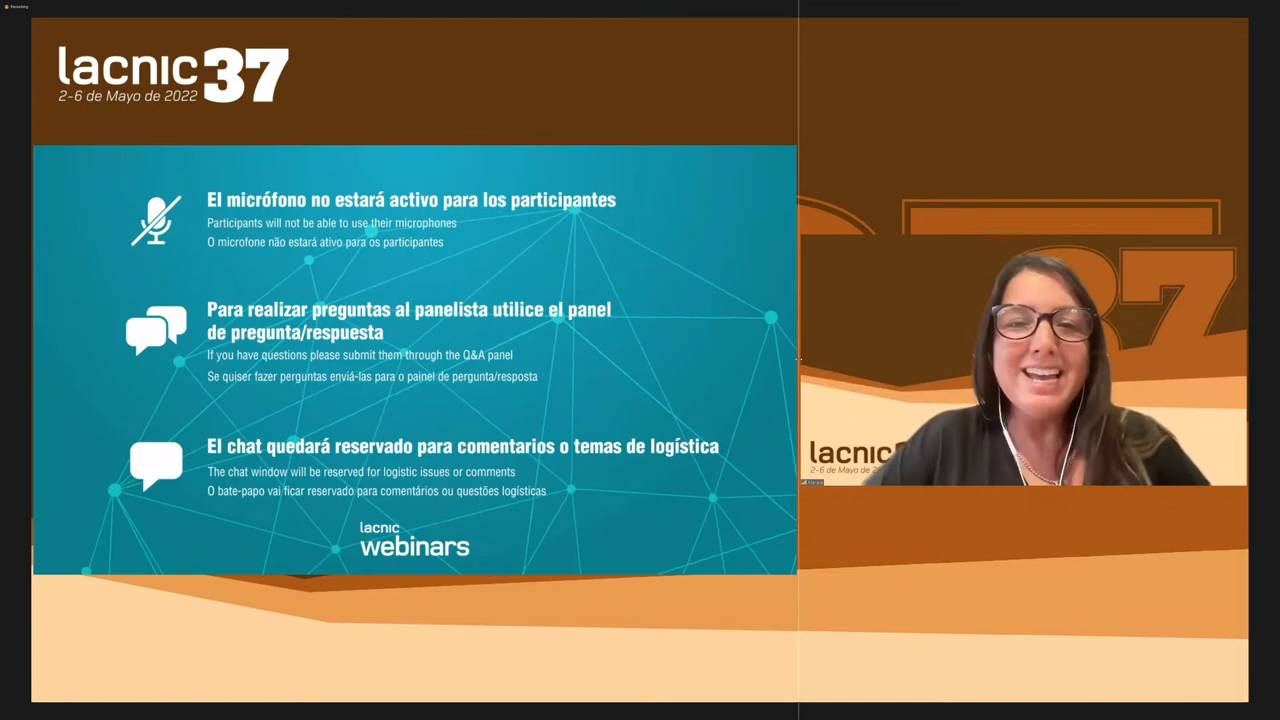 Recording
lacnic 37
2-6 de Mayo de 2022
El micrófono no estará activo para los participantes
Participants will not be able to use their microphones
O microfone não estará ativo para os participantes
Para realizar preguntas al panelista utilice el panel
de pregunta/respuesta
If you have questions please submit them through the Q&A panel
Se quiser fazer perguntas enviá-las para o painel de pergunta/resposta
El chat quedará reservado para comentarios o temas de logística
The chat window will be reserved for logistic issues or comments
O bate-papo vai ficar reservado para comentários ou questões logísticas
lacnic
webinars
37
lacnic
2-6 de Mayo de 20